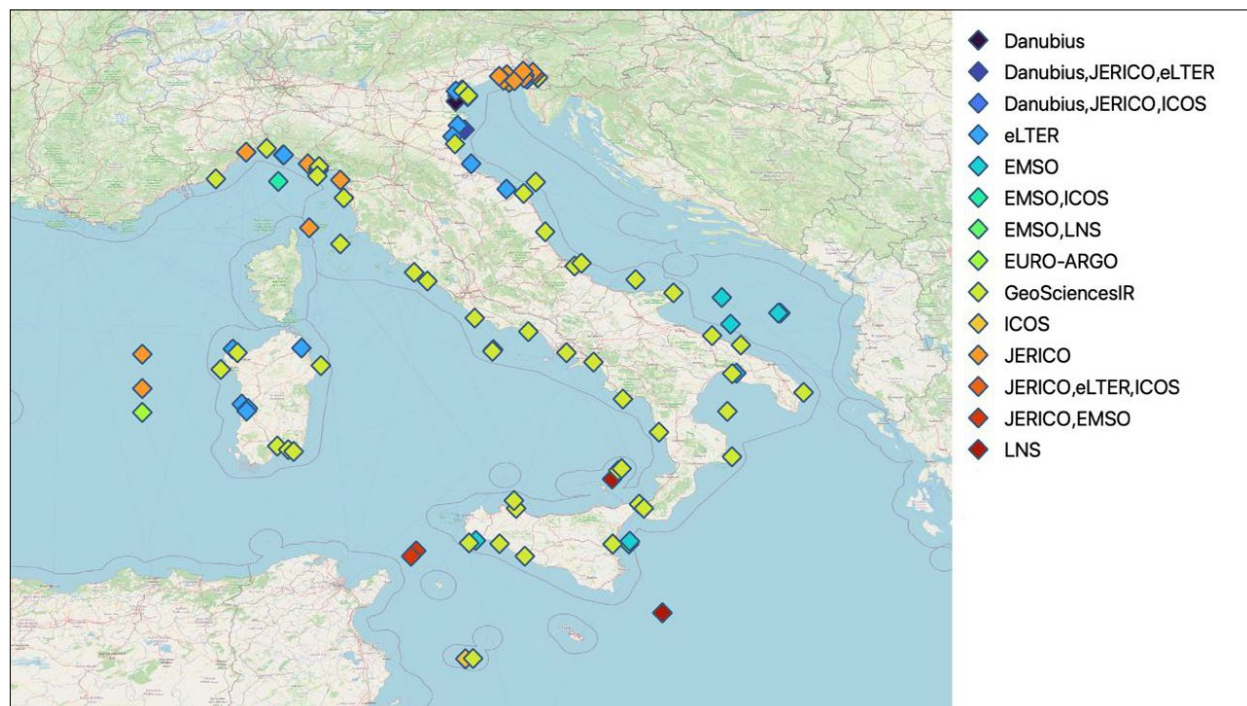 Danubius
Danubius,JERICO,eLTER
Danubius,JERICO,ICOS
eLTER
EMSO
EMSO,ICOS
EMSO,LNS
EURO-ARGO
GeoSciencesIR
ICOS
JERICO
JERICO,eLTER,ICOS
JERICO,EMSO
LNS